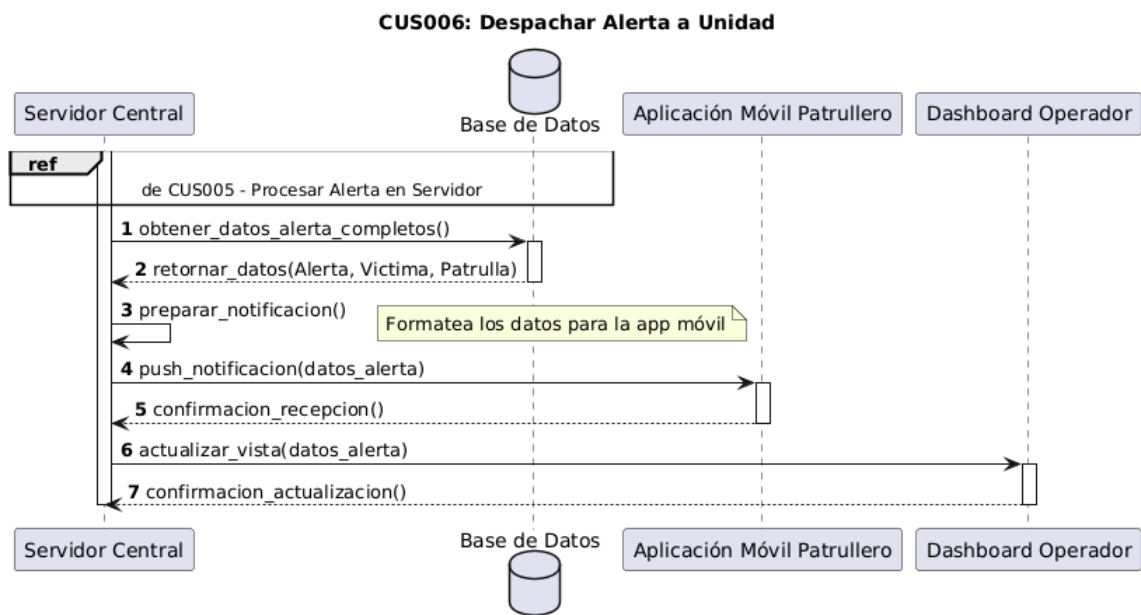 CUS006: Despachar Alerta a Unidad
Servidor Central
Base de Datos
Aplicación Móvil Patrullero
Dashboard Operador
ref
de CUS005 - Procesar Alerta en Servidor
1 obtener_datos_alerta_completos()
2 retornar_datos(Alerta, Victima, Patrulla)
3 preparar_notificacion()
Formatea los datos para la app móvil
4 push_notificacion(datos_alerta)
5 confirmacion_recepcion()
6 actualizar_vista(datos_alerta)
7 confirmacion_actualizacion()
Servidor Central
Base de Datos
Aplicación Móvil Patrullero
Dashboard Operador